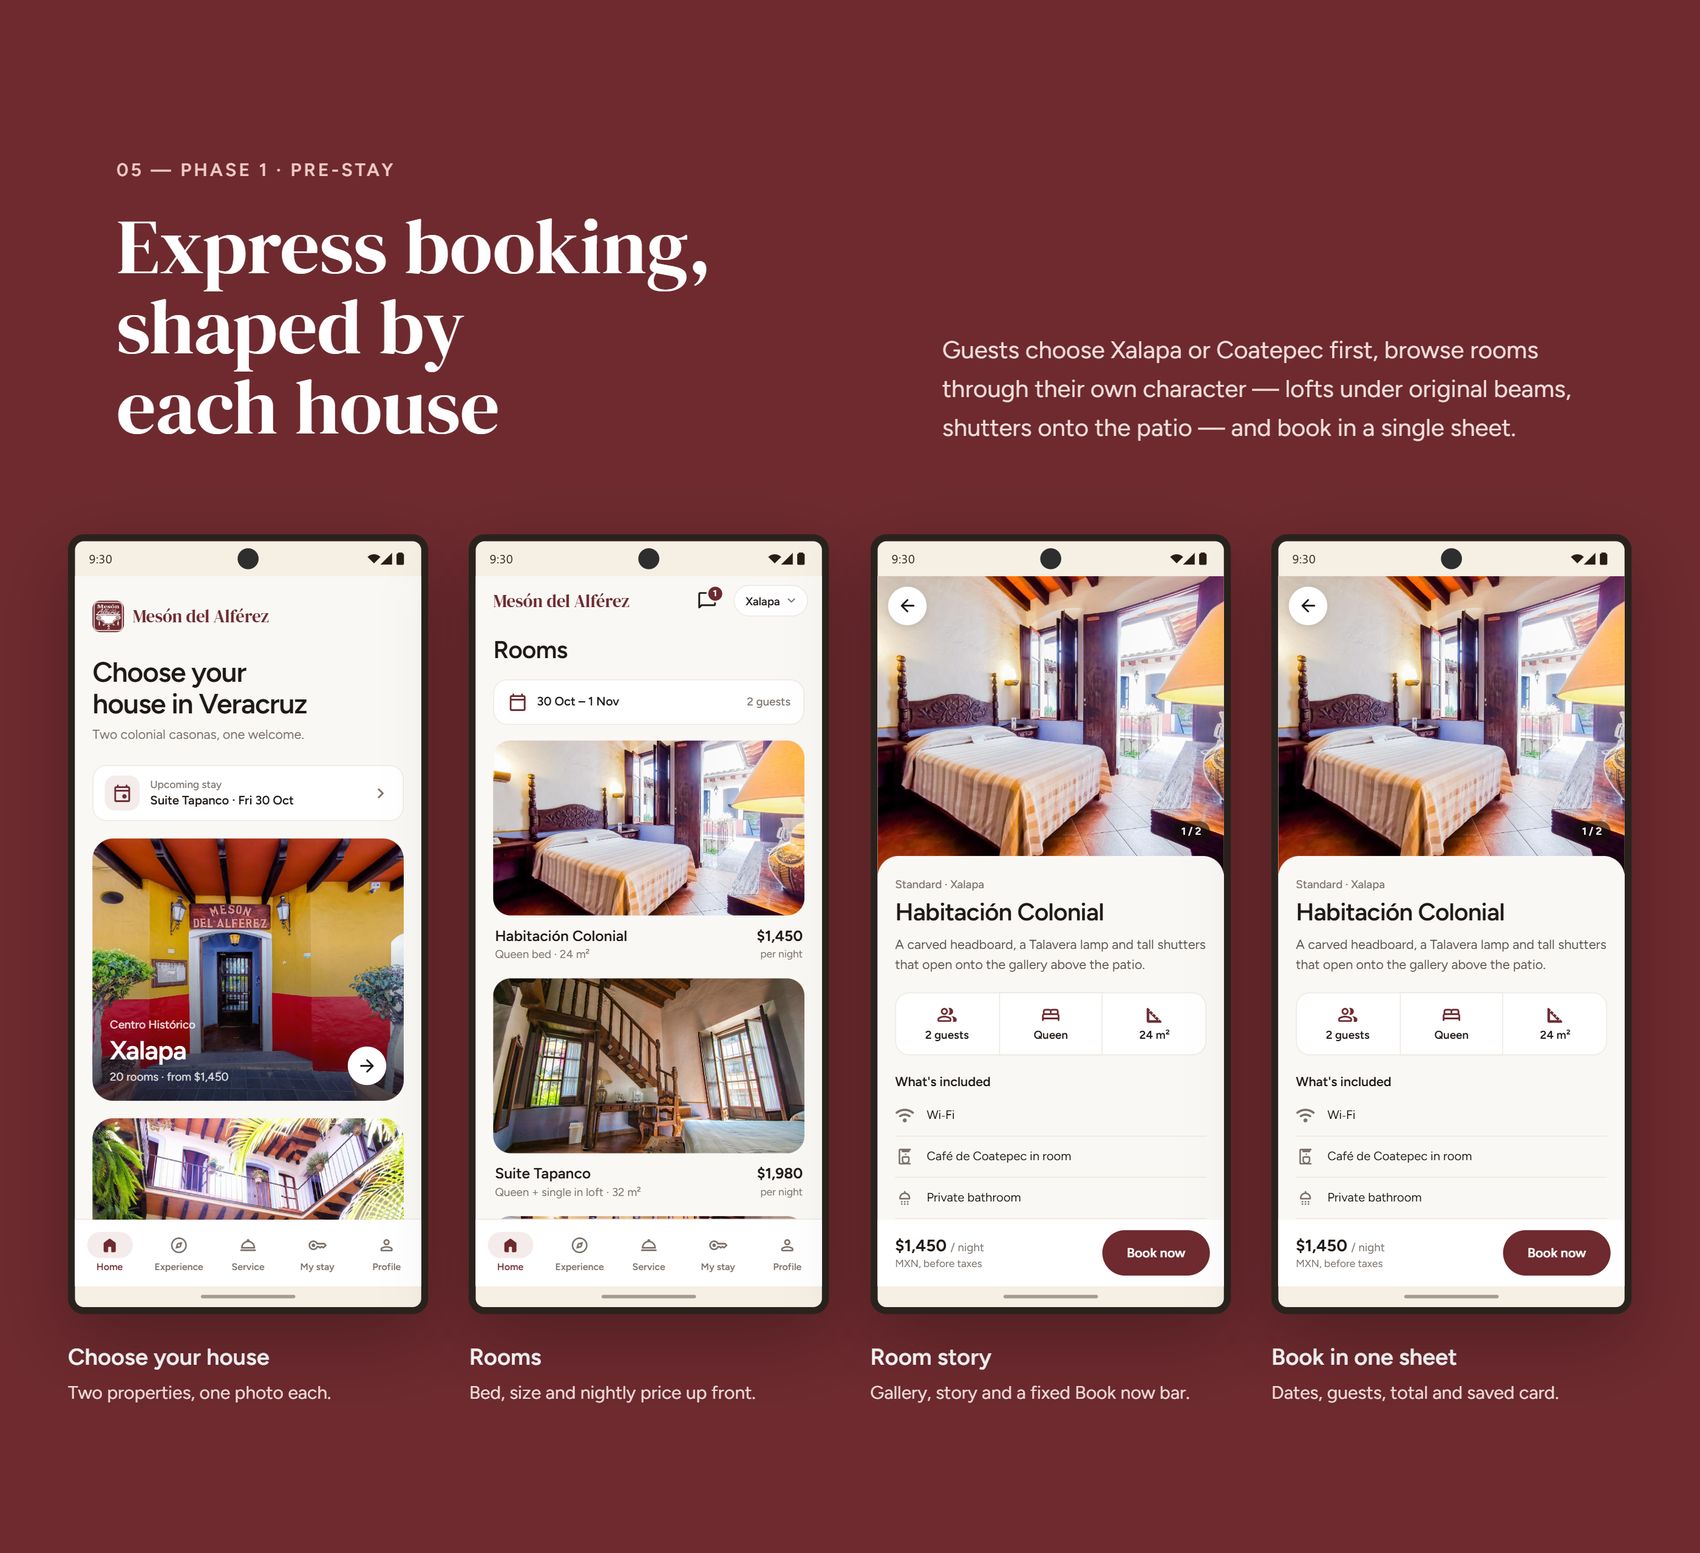 05 — PHASE 1 · PRE-STAY
Express booking,
shaped by
each house
Guests choose Xalapa or Coatepec first, browse rooms
through their own character — lofts under original beams,
shutters onto the patio — and book in a single sheet.
9:30
Mesón del Alférez
Choose your
house in Veracruz
Two colonial casonas, one welcome.
Upcoming stay
Suite Tapanco · Fri 30 Oct
MESON
DEL ALFEREZ
Centro Histórico
Xalapa
20 rooms · from $1,450
Home
Experience
Service
My stay
Profile
Choose your house
Two properties, one photo each.
9:30
Mesón del Alférez
1
Xalapa
Rooms
30 Oct – 1 Nov
2 guests
Habitación Colonial
$1,450
Queen bed · 24 m²
per night
Suite Tapanco
$1,980
Queen + single in loft · 32 m²
per night
Home
Experience
Service
My stay
Profile
Rooms
Bed, size and nightly price up front.
9:30
1 / 2
Standard · Xalapa
Habitación Colonial
A carved headboard, a Talavera lamp and tall shutters
that open onto the gallery above the patio.
2 guests
Queen
24 m²
What's included
Wi-Fi
Café de Coatepec in room
Private bathroom
$1,450 / night
MXN, before taxes
Book now
Room story
Gallery, story and a fixed Book now bar.
9:30
1 / 2
Standard · Xalapa
Habitación Colonial
A carved headboard, a Talavera lamp and tall shutters
that open onto the gallery above the patio.
2 guests
Queen
24 m²
What's included
Wi-Fi
Café de Coatepec in room
Private bathroom
$1,450 / night
MXN, before taxes
Book now
Book in one sheet
Dates, guests, total and saved card.